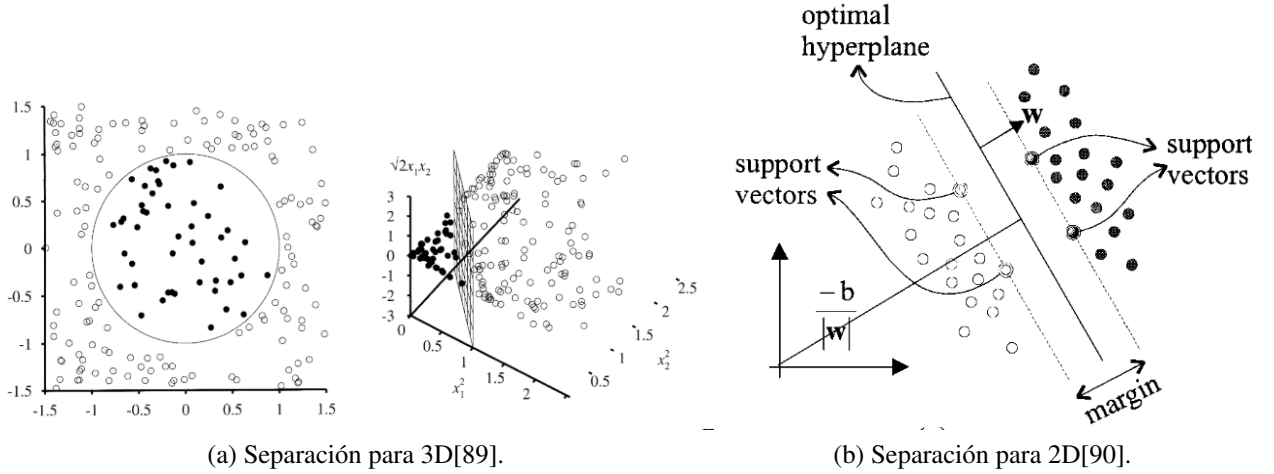 1.5
1
0.5
0
-0.5
-1
-1.5
-1.5 -1 -0.5 0 0.5 1 1.5
√2x₁x₂
3
2
1
0
-1
-2
-3
0
0.5
1
1.5
2
x₁²
2.5
2
1
0.5
x₂²
optimal
hyperplane
w
support
vectors
support
vectors
-b
|w|
margin
(a) Separación para 3D[89].
(b) Separación para 2D[90].